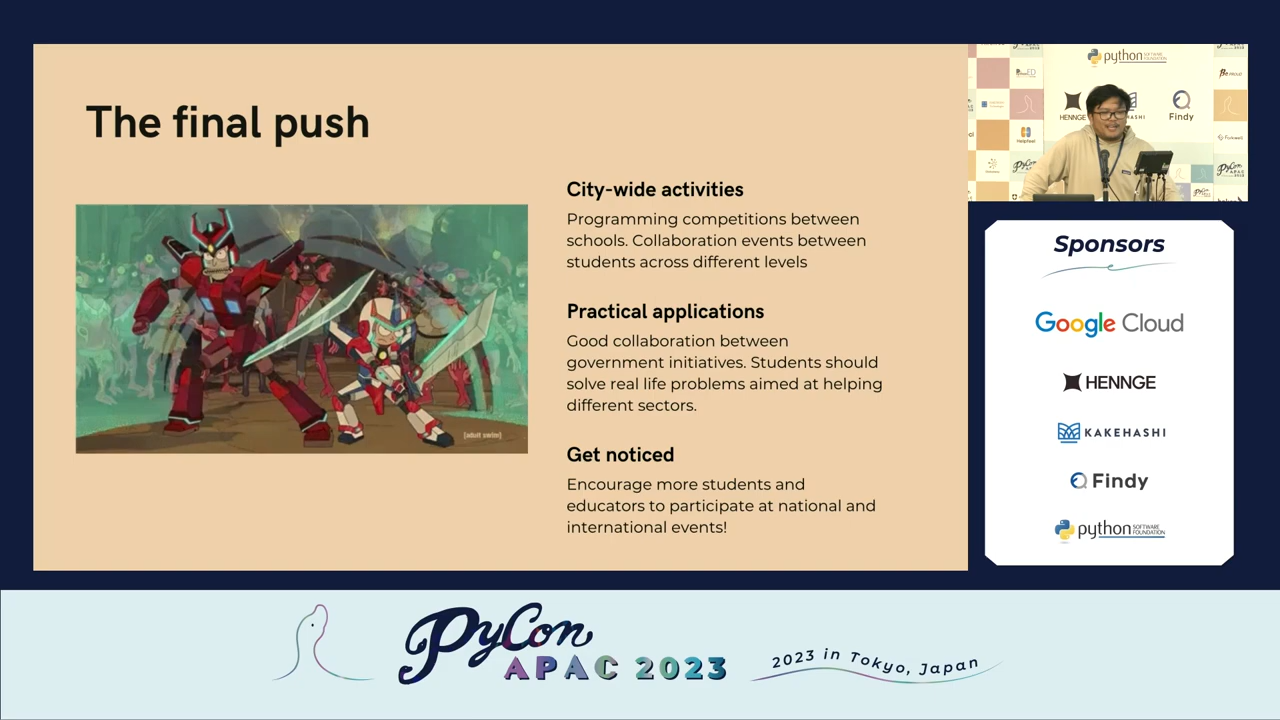 The final push
City-wide activities
Programming competitions between
schools. Collaboration events between
students across different levels
Practical applications
Good collaboration between
government initiatives. Students should
solve real life problems aimed at helping
different sectors.
Get noticed
Encourage more students and
educators to participate at national and
international events!
[adult swim]
python
SOFTWARE
FOUNDATION
HENNGE
Findy
Sponsors
Google Cloud
HENNGE
KAKEHASHI
Findy
python
SOFTWARE
FOUNDATION
PyCon
APAC 2023
2023 in Tokyo, Japan